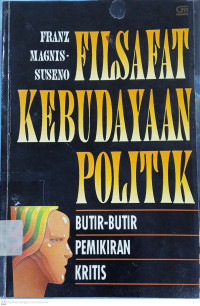 FRANZ
MAGNIS-
SUSENO
FILSAFAT
KEBUDAYAAN
POLITIK
BUTIR-BUTIR
PEMIKIRAN
KRITIS